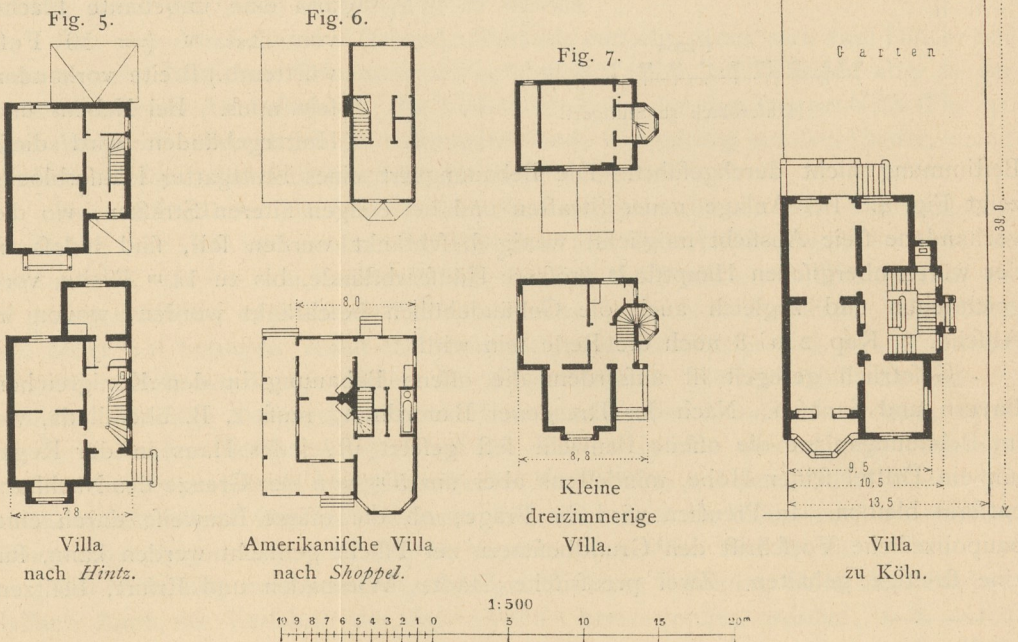 Fig. 5.
Fig. 6.
Fig. 7.
Garten
39,0
8,0
7,8
8,8
9,5
10,5
13,5
Villa
nach Hintz.
Amerikaniſche Villa
nach Shoppel.
Kleine
dreizimmerige
Villa.
Villa
zu Köln.
1:500
10 9 8 7 6 5 4 3 2 1 0 5 10 15 20m